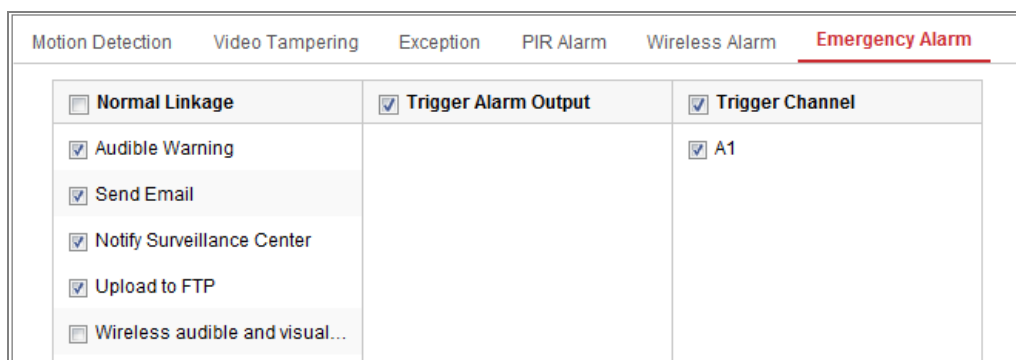 Motion Detection Video Tampering Exception PIR Alarm Wireless Alarm Emergency Alarm
Normal Linkage Trigger Alarm Output Trigger Channel
Audible Warning A1
Send Email
Notify Surveillance Center
Upload to FTP
Wireless audible and visual...